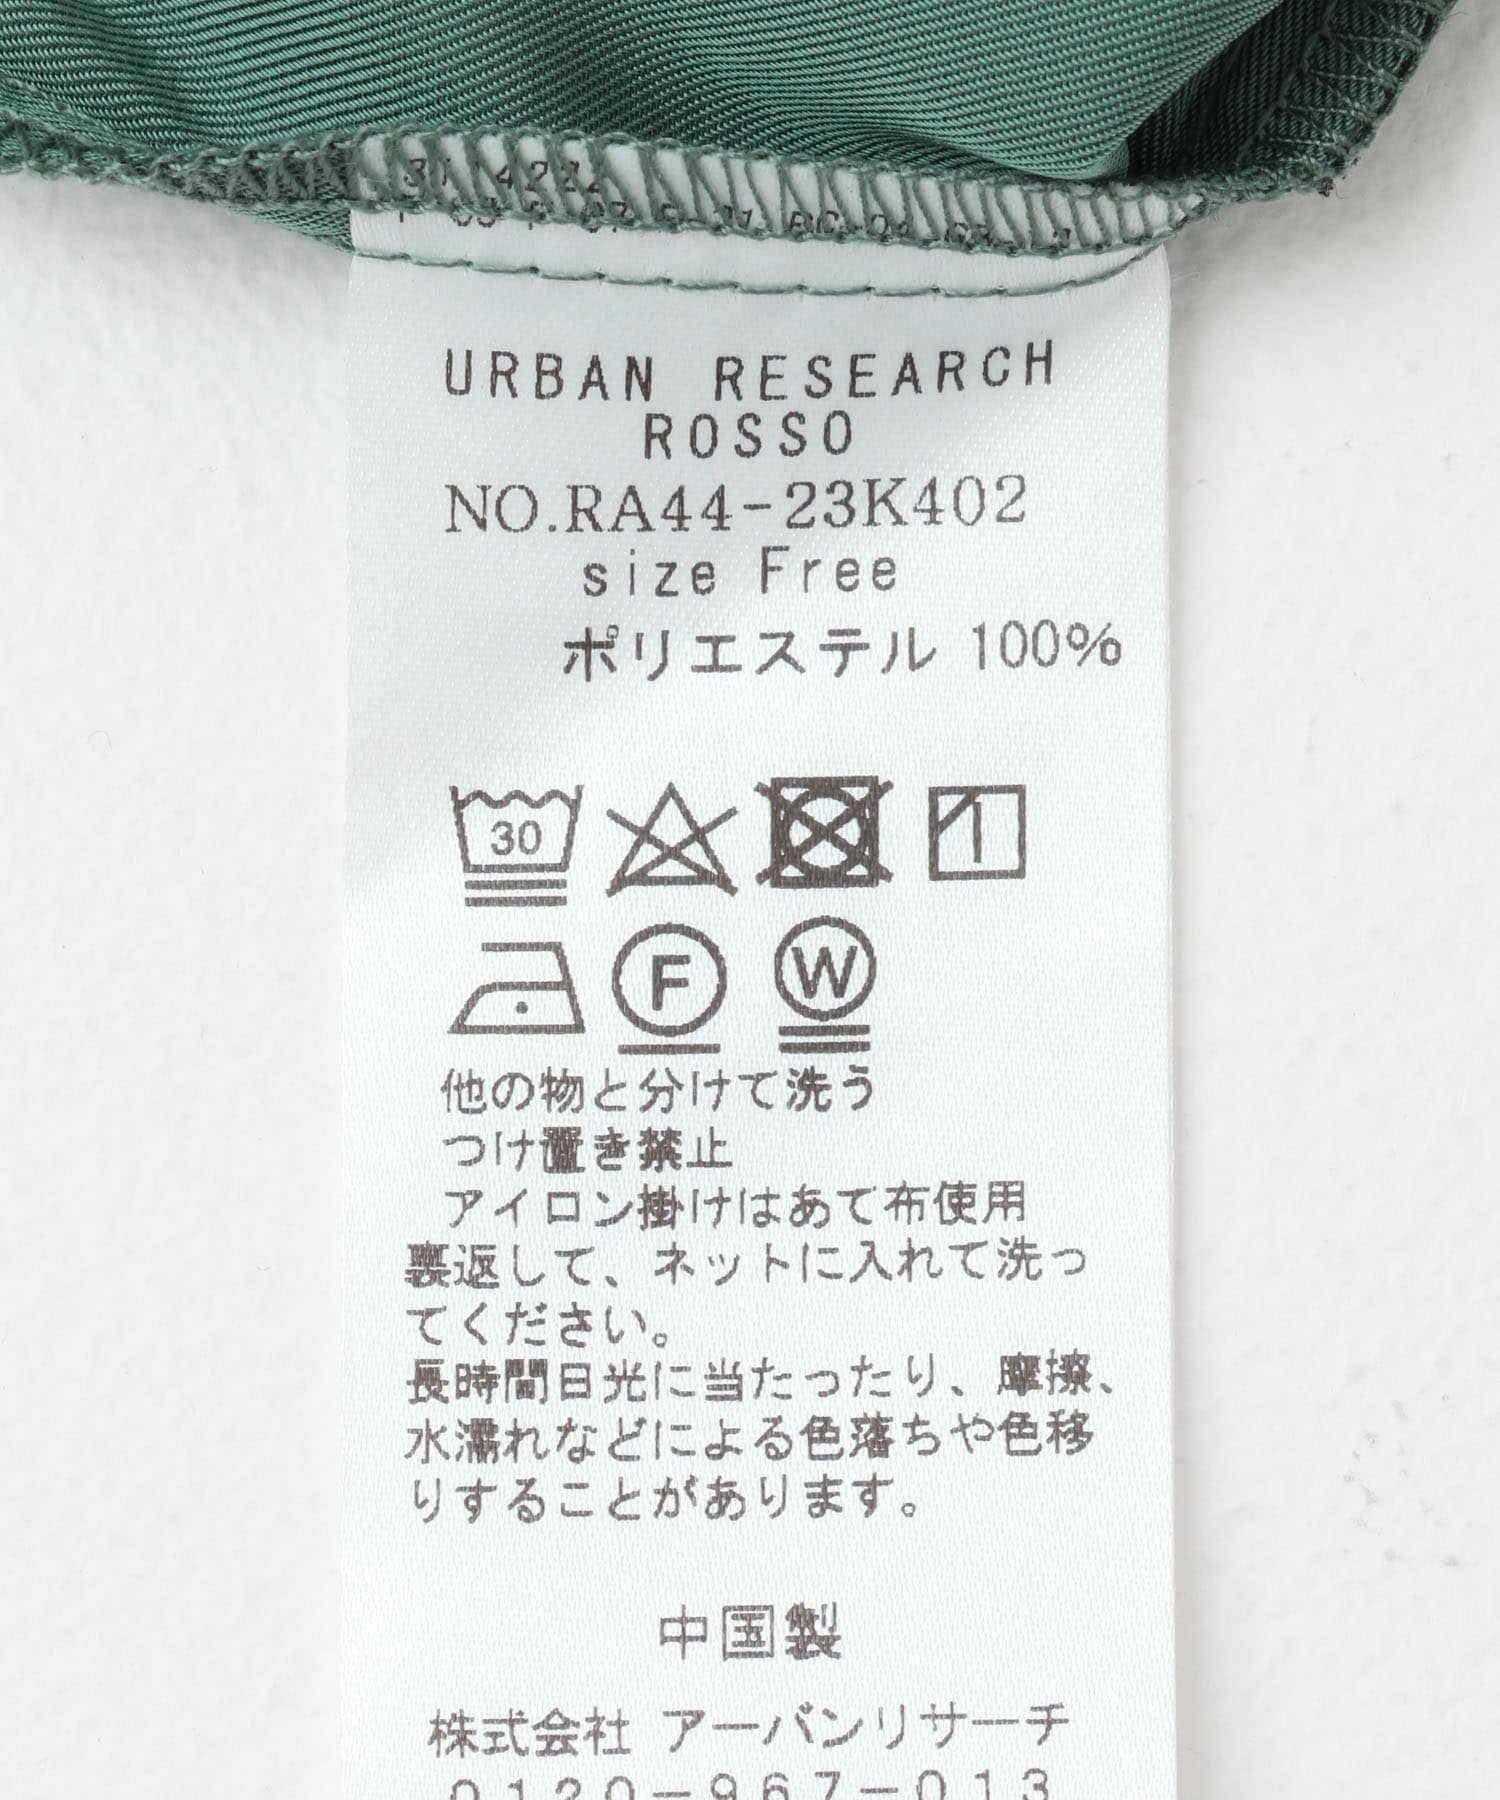 URBAN RESEARCH
ROSSO
NO.RA44-23K402
size Free
ポリエステル 100%
30
F
W
他の物と分けて洗う
つけ置き禁止
アイロン掛けはあて布使用
裏返して、ネットに入れて洗っ
てください。
長時間日光に当たったり、摩擦、
水濡れなどによる色落ちや色移
りすることがあります。
中国製
株式会社 アーバンリサーチ
0120-967-013